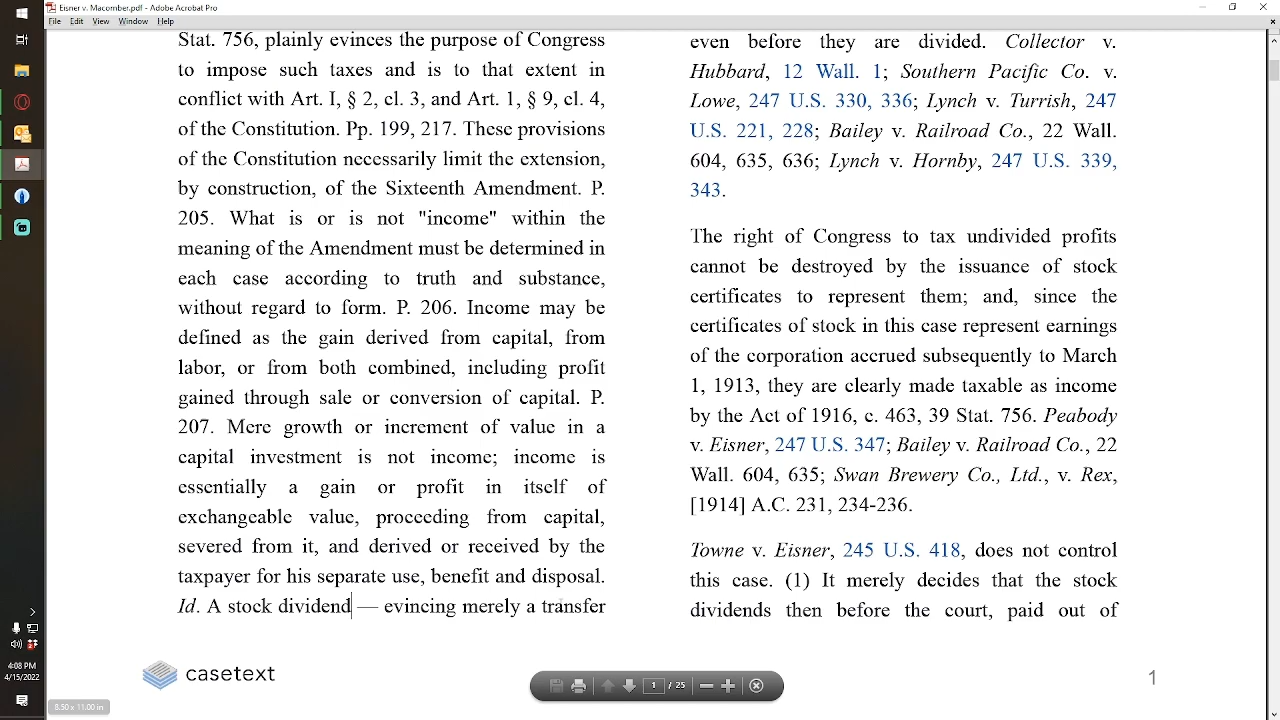 Eisner v. Macomber.pdf - Adobe Acrobat Pro
File Edit View Window Help
Stat. 756, plainly evinces the purpose of Congress
to impose such taxes and is to that extent in
conflict with Art. I, § 2, cl. 3, and Art. 1, § 9, cl. 4,
of the Constitution. Pp. 199, 217. These provisions
of the Constitution necessarily limit the extension,
by construction, of the Sixteenth Amendment. P.
205. What is or is not "income" within the
meaning of the Amendment must be determined in
each case according to truth and substance,
without regard to form. P. 206. Income may be
defined as the gain derived from capital, from
labor, or from both combined, including profit
gained through sale or conversion of capital. P.
207. Mere growth or increment of value in a
capital investment is not income; income is
essentially a gain or profit in itself of
exchangeable value, proceeding from capital,
severed from it, and derived or received by the
taxpayer for his separate use, benefit and disposal.
Id. A stock dividend — evincing merely a transfer
even before they are divided. Collector v.
Hubbard, 12 Wall. 1; Southern Pacific Co. v.
Lowe, 247 U.S. 330, 336; Lynch v. Turrish, 247
U.S. 221, 228; Bailey v. Railroad Co., 22 Wall.
604, 635, 636; Lynch v. Hornby, 247 U.S. 339,
343.
The right of Congress to tax undivided profits
cannot be destroyed by the issuance of stock
certificates to represent them; and, since the
certificates of stock in this case represent earnings
of the corporation accrued subsequently to March
1, 1913, they are clearly made taxable as income
by the Act of 1916, c. 463, 39 Stat. 756. Peabody
v. Eisner, 247 U.S. 347; Bailey v. Railroad Co., 22
Wall. 604, 635; Swan Brewery Co., Ltd., v. Rex,
[1914] A.C. 231, 234-236.
Towne v. Eisner, 245 U.S. 418, does not control
this case. (1) It merely decides that the stock
dividends then before the court, paid out of
casetext
1
1 / 25
4:08 PM
4/15/2022
8.50 x 11.00 in